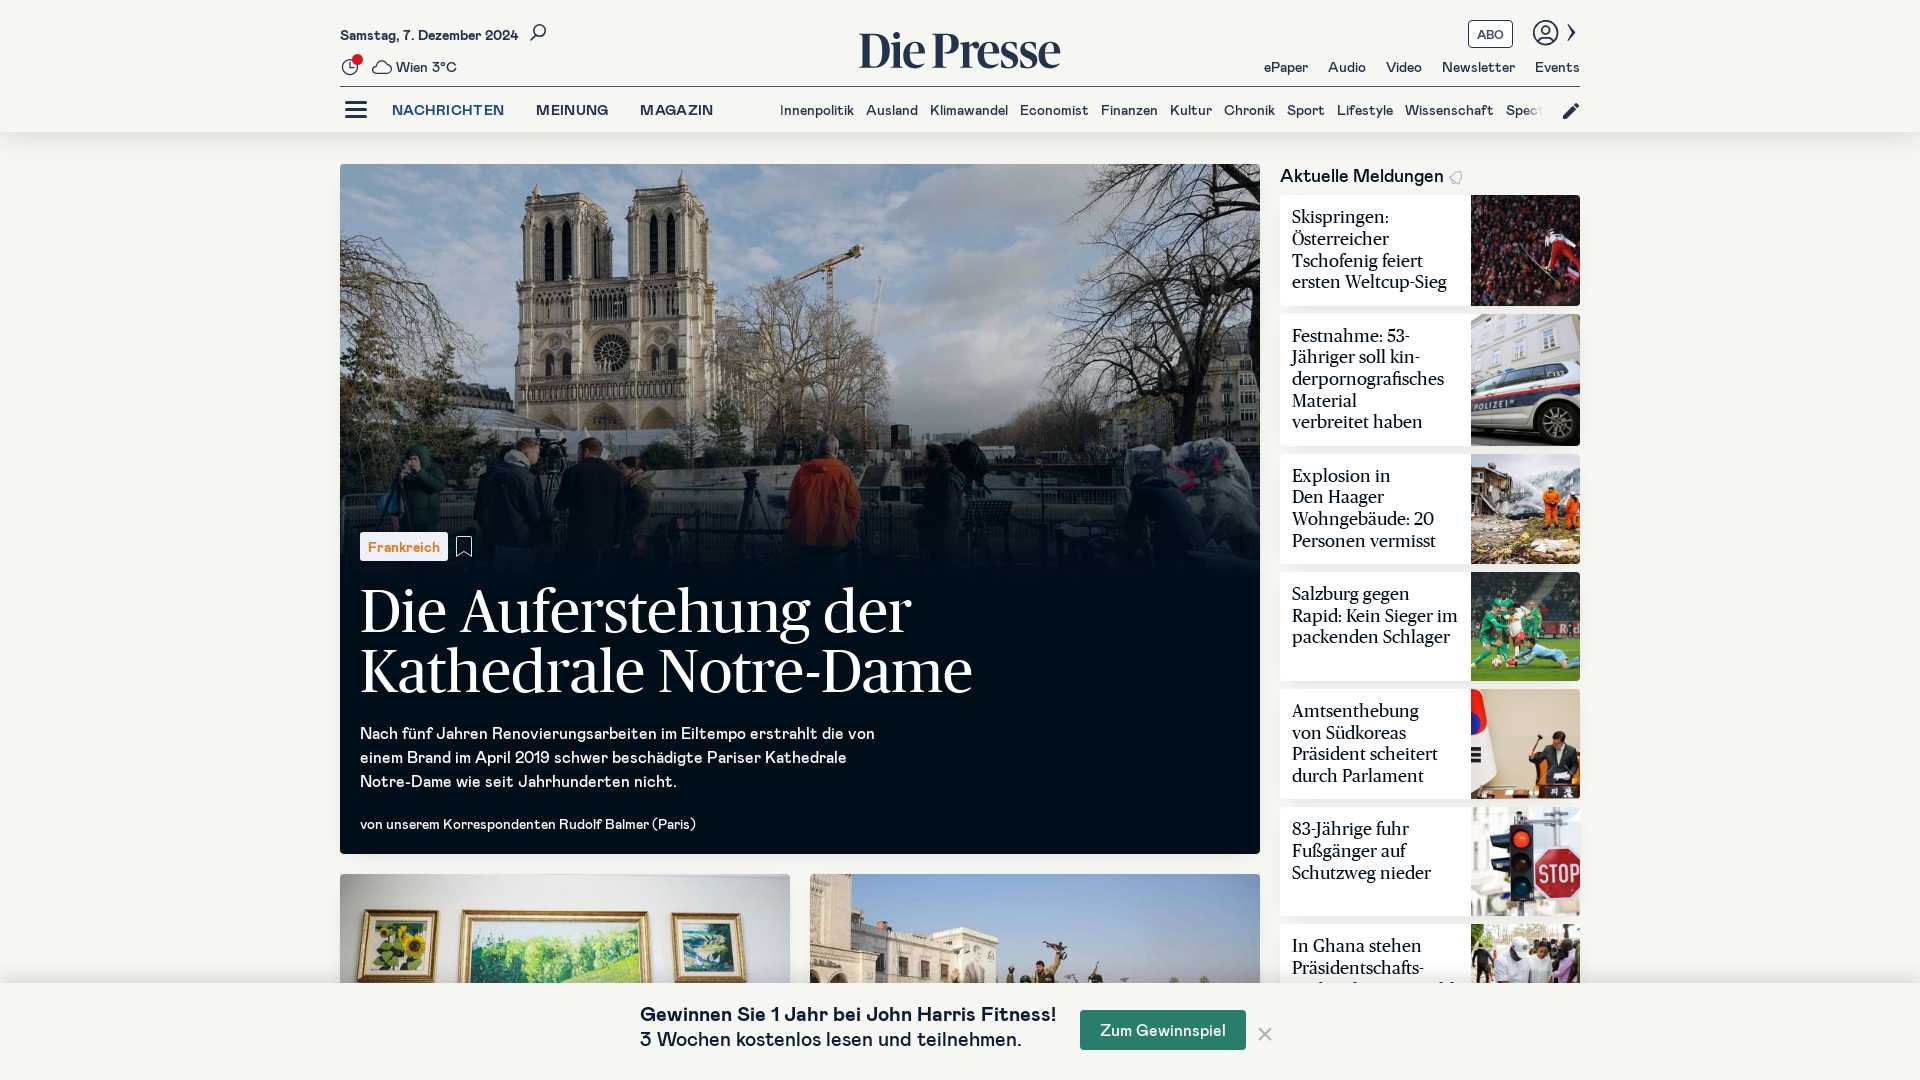 Samstag, 7. Dezember 2024
Wien 3°C
Die Presse
ABO
ePaper Audio Video Newsletter Events
NACHRICHTEN MEINUNG MAGAZIN
Innenpolitik Ausland Klimawandel Economist Finanzen Kultur Chronik Sport Lifestyle Wissenschaft Spect
Frankreich
Die Auferstehung der
Kathedrale Notre-Dame
Nach fünf Jahren Renovierungsarbeiten im Eiltempo erstrahlt die von
einem Brand im April 2019 schwer beschädigte Pariser Kathedrale
Notre-Dame wie seit Jahrhunderten nicht.
von unserem Korrespondenten Rudolf Balmer (Paris)
Aktuelle Meldungen
Skispringen:
Österreicher
Tschofenig feiert
ersten Weltcup-Sieg
Festnahme: 53-
Jähriger soll kin-
derpornografisches
Material
verbreitet haben
POLIZEI
Explosion in
Den Haager
Wohngebäude: 20
Personen vermisst
Salzburg gegen
Rapid: Kein Sieger im
packenden Schlager
Amtsenthebung
von Südkoreas
Präsident scheitert
durch Parlament
83-Jährige fuhr
Fußgänger auf
Schutzweg nieder
STOP
In Ghana stehen
Präsidentschafts-
Gewinnen Sie 1 Jahr bei John Harris Fitness!
3 Wochen kostenlos lesen und teilnehmen.
Zum Gewinnspiel